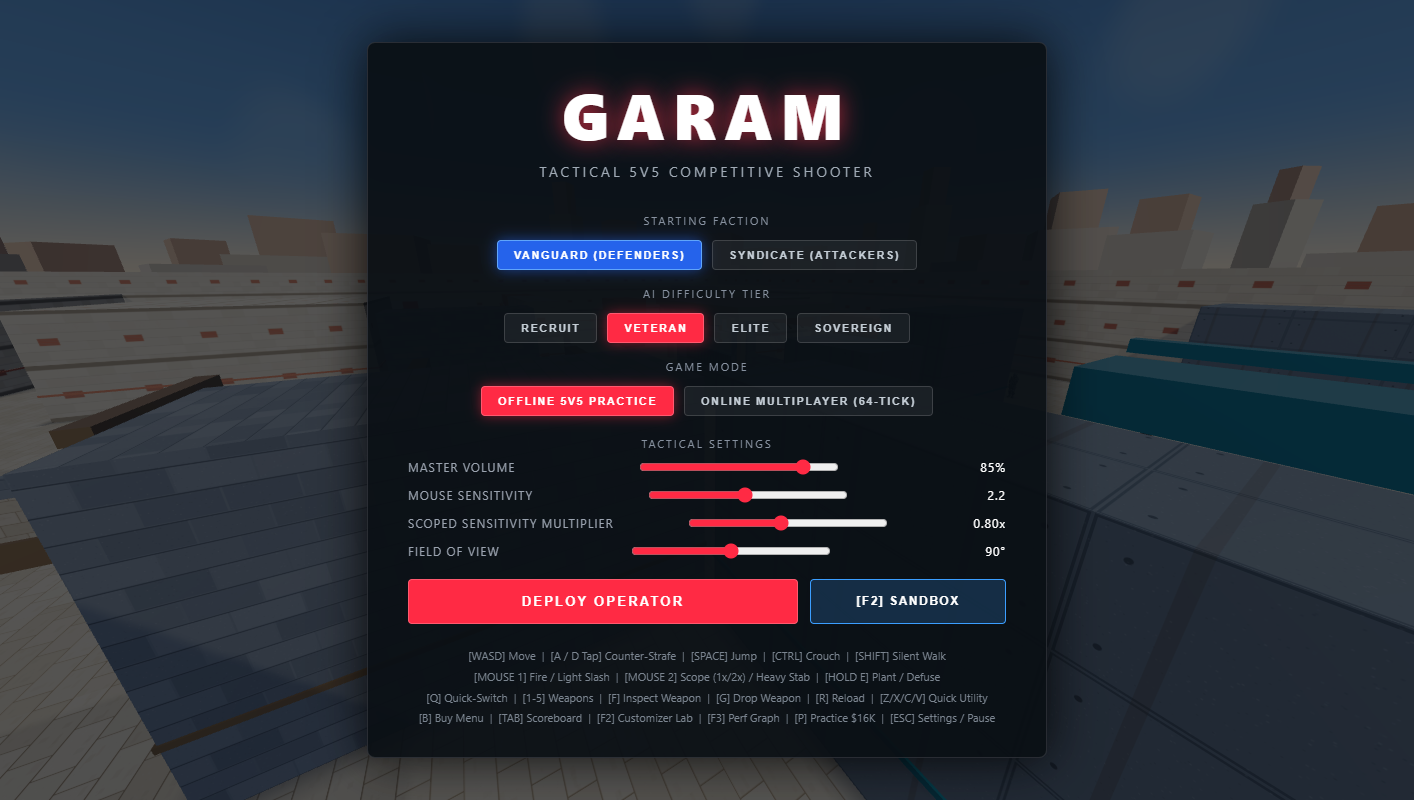 GARAM
TACTICAL 5V5 COMPETITIVE SHOOTER
STARTING FACTION
VANGUARD (DEFENDERS) SYNDICATE (ATTACKERS)
AI DIFFICULTY TIER
RECRUIT VETERAN ELITE SOVEREIGN
GAME MODE
OFFLINE 5V5 PRACTICE ONLINE MULTIPLAYER (64-TICK)
TACTICAL SETTINGS
MASTER VOLUME 85%
MOUSE SENSITIVITY 2.2
SCOPED SENSITIVITY MULTIPLIER 0.80x
FIELD OF VIEW 90°
DEPLOY OPERATOR [F2] SANDBOX
[WASD] Move | [A / D Tap] Counter-Strafe | [SPACE] Jump | [CTRL] Crouch | [SHIFT] Silent Walk
[MOUSE 1] Fire / Light Slash | [MOUSE 2] Scope (1x/2x) / Heavy Stab | [HOLD E] Plant / Defuse
[Q] Quick-Switch | [1-5] Weapons | [F] Inspect Weapon | [G] Drop Weapon | [R] Reload | [Z/X/C/V] Quick Utility
[B] Buy Menu | [TAB] Scoreboard | [F2] Customizer Lab | [F3] Perf Graph | [P] Practice $16K | [ESC] Settings / Pause